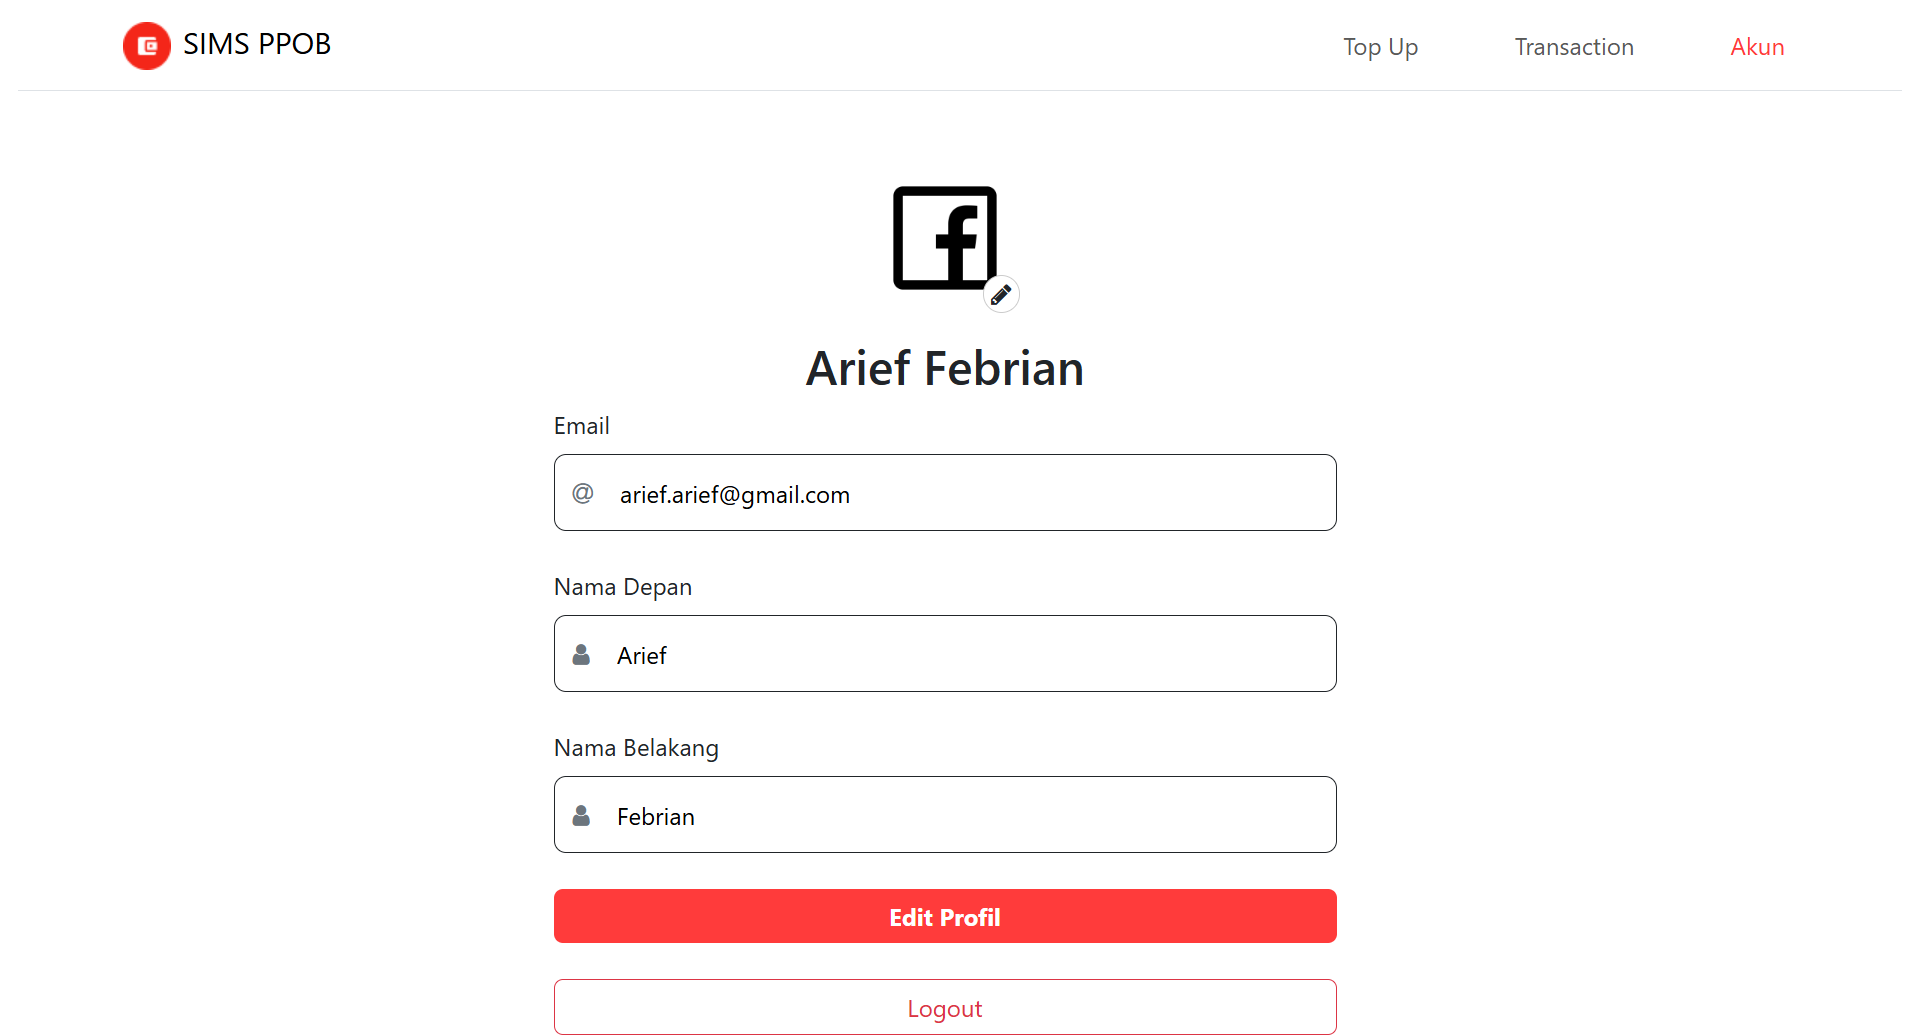 SIMS PPOB
Top Up
Transaction
Akun
f
Arief Febrian
Email
@ arief.arief@gmail.com
Nama Depan
Arief
Nama Belakang
Febrian
Edit Profil
Logout